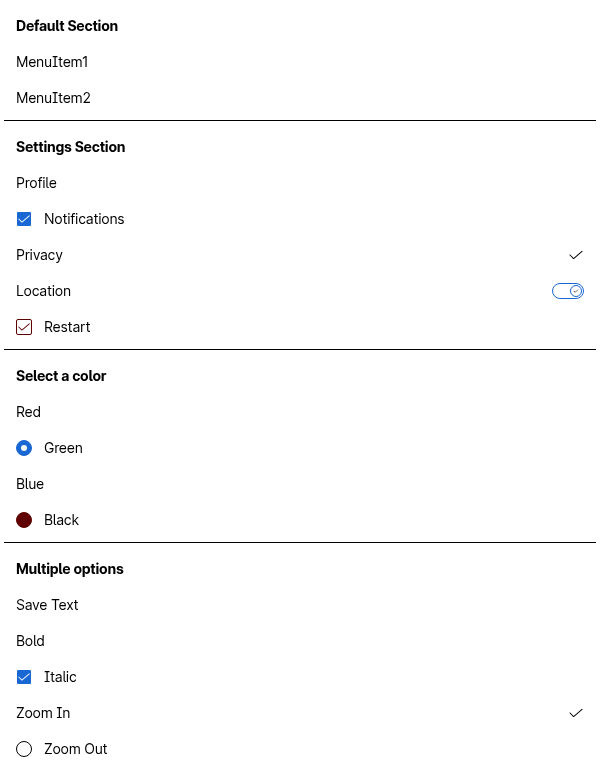 Default Section
MenuItem1
MenuItem2
Settings Section
Profile
Notifications
Privacy
Location
Restart
Select a color
Red
Green
Blue
Black
Multiple options
Save Text
Bold
Italic
Zoom In
Zoom Out